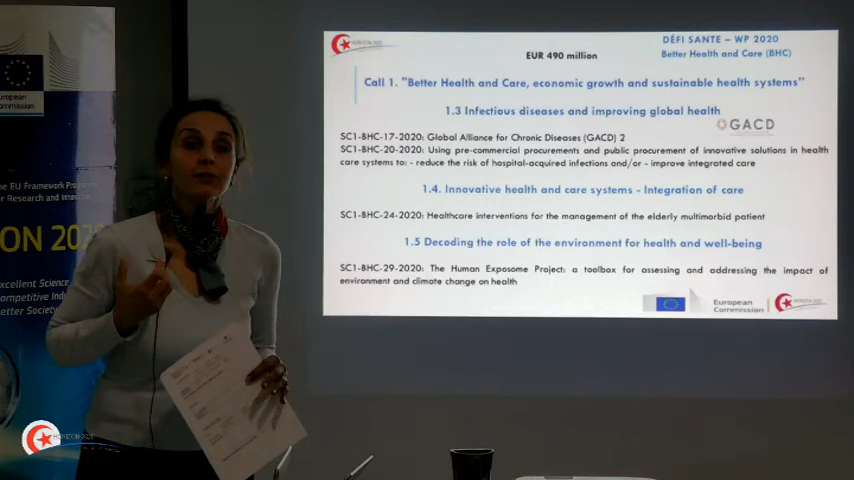 DÉFI SANTE – WP 2020
EUR 490 million
Better Health and Care (BHC)
Call 1. "Better Health and Care, economic growth and sustainable health systems"
1.3 Infectious diseases and improving global health
GACD
SC1-BHC-17-2020: Global Alliance for Chronic Diseases (GACD) 2
SC1-BHC-20-2020: Using pre-commercial procurements and public procurement of innovative solutions in health
care systems to: - reduce the risk of hospital-acquired infections and/or - improve integrated care
1.4. Innovative health and care systems - Integration of care
SC1-BHC-24-2020: Healthcare interventions for the management of the elderly multimorbid patient
1.5 Decoding the role of the environment for health and well-being
SC1-BHC-29-2020: The Human Exposome Project: a toolbox for assessing and addressing the impact of
environment and climate change on health
European
Commission
HORIZON 2020
European
Commission
he EU Framework Progra
or Research and Innova
ON 202
xcellent Science
ompetitive Ind
etter Society